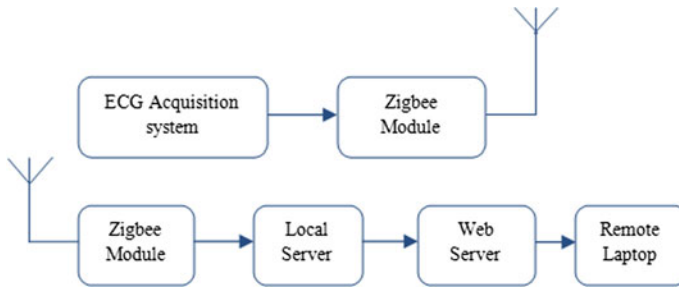 ECG Acquisition
system
Zigbee
Module
Zigbee
Module
Local
Server
Web
Server
Remote
Laptop